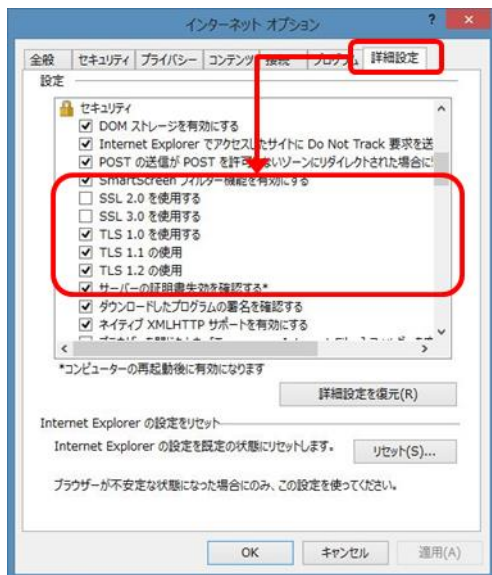 インターネット オプション
? ×
全般 セキュリティ プライバシー コンテンツ 接続 プログラム 詳細設定
設定
セキュリティ
DOM ストレージを有効にする
Internet Explorer でアクセスしたサイトに Do Not Track 要求を送
POST の送信が POST を許可 ないゾーンにリダイレクトされた場合に
SmartScreen フィルター機能を有効にする
SSL 2.0 を使用する
SSL 3.0 を使用する
TLS 1.0 を使用する
TLS 1.1 の使用
TLS 1.2 の使用
サーバーの証明書失効を確認する*
ダウンロードしたプログラムの署名を確認する
ネイティブ XMLHTTP サポートを有効にする
*コンピューターの再起動後に有効になります
詳細設定を復元(R)
Internet Explorer の設定をリセット
Internet Explorer の設定を既定の状態にリセットします。
リセット(S)...
ブラウザーが不安定な状態になった場合にのみ、この設定を使ってください。
OK キャンセル 適用(A)